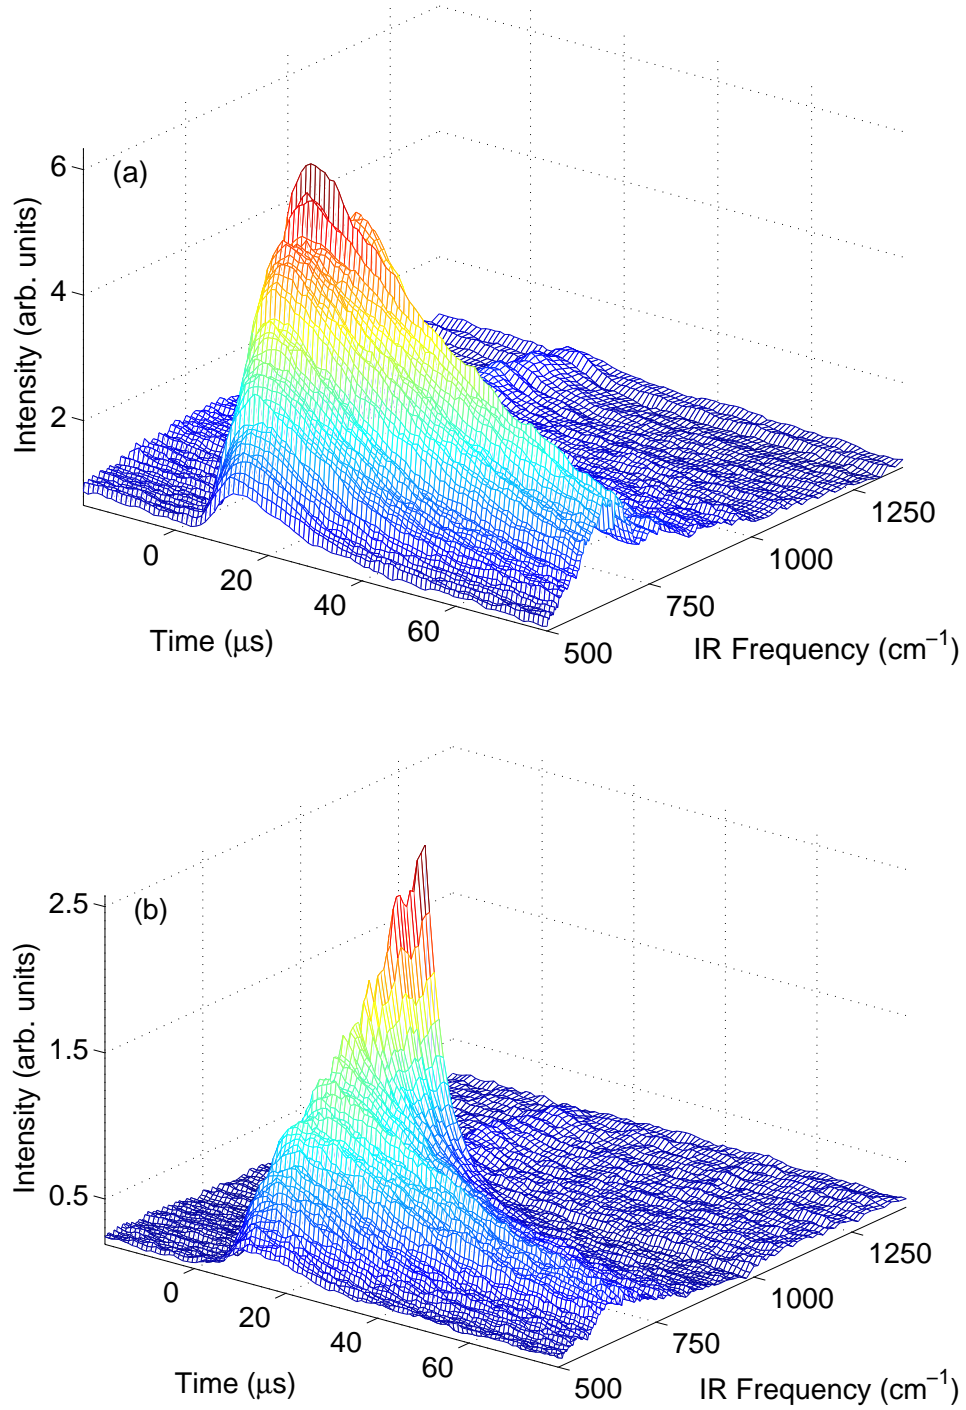 (a)
6
4
2
Intensity (arb. units)
0
20
40
60
Time (μs)
500
750
1000
1250
IR Frequency (cm⁻¹)
(b)
2.5
1.5
0.5
Intensity (arb. units)
0
20
40
60
Time (μs)
500
750
1000
1250
IR Frequency (cm⁻¹)